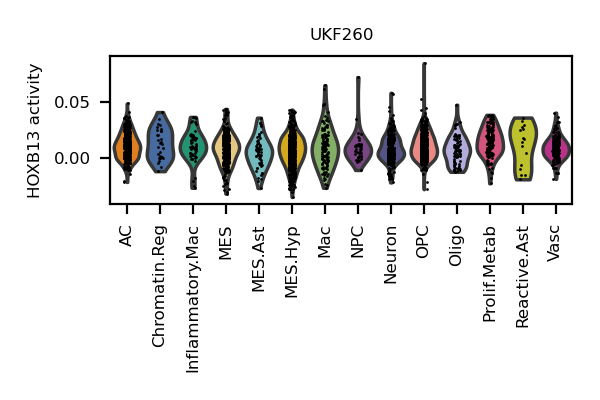 UKF260
HOXB13 activity
0.05
0.00
AC
Chromatin.Reg
Inflammatory.Mac
MES
MES.Ast
MES.Hyp
Mac
NPC
Neuron
OPC
Oligo
Prolif.Metab
Reactive.Ast
Vasc